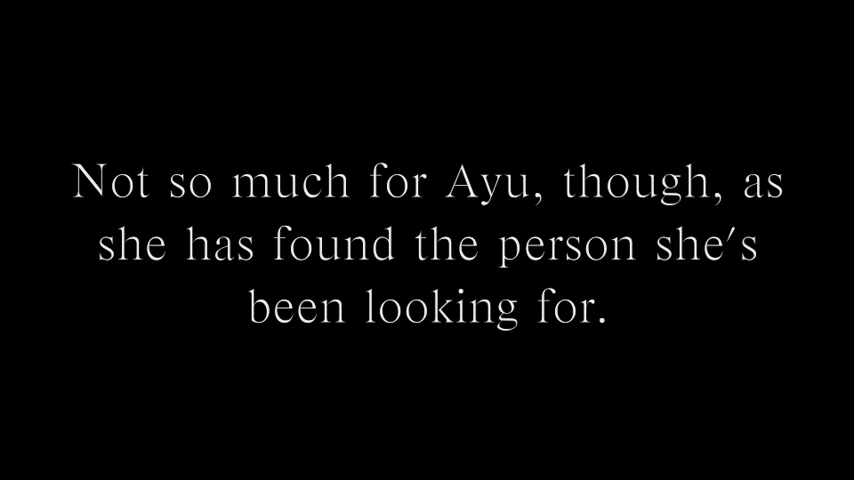 Not so much for Ayu, though, as
she has found the person she's
been looking for.